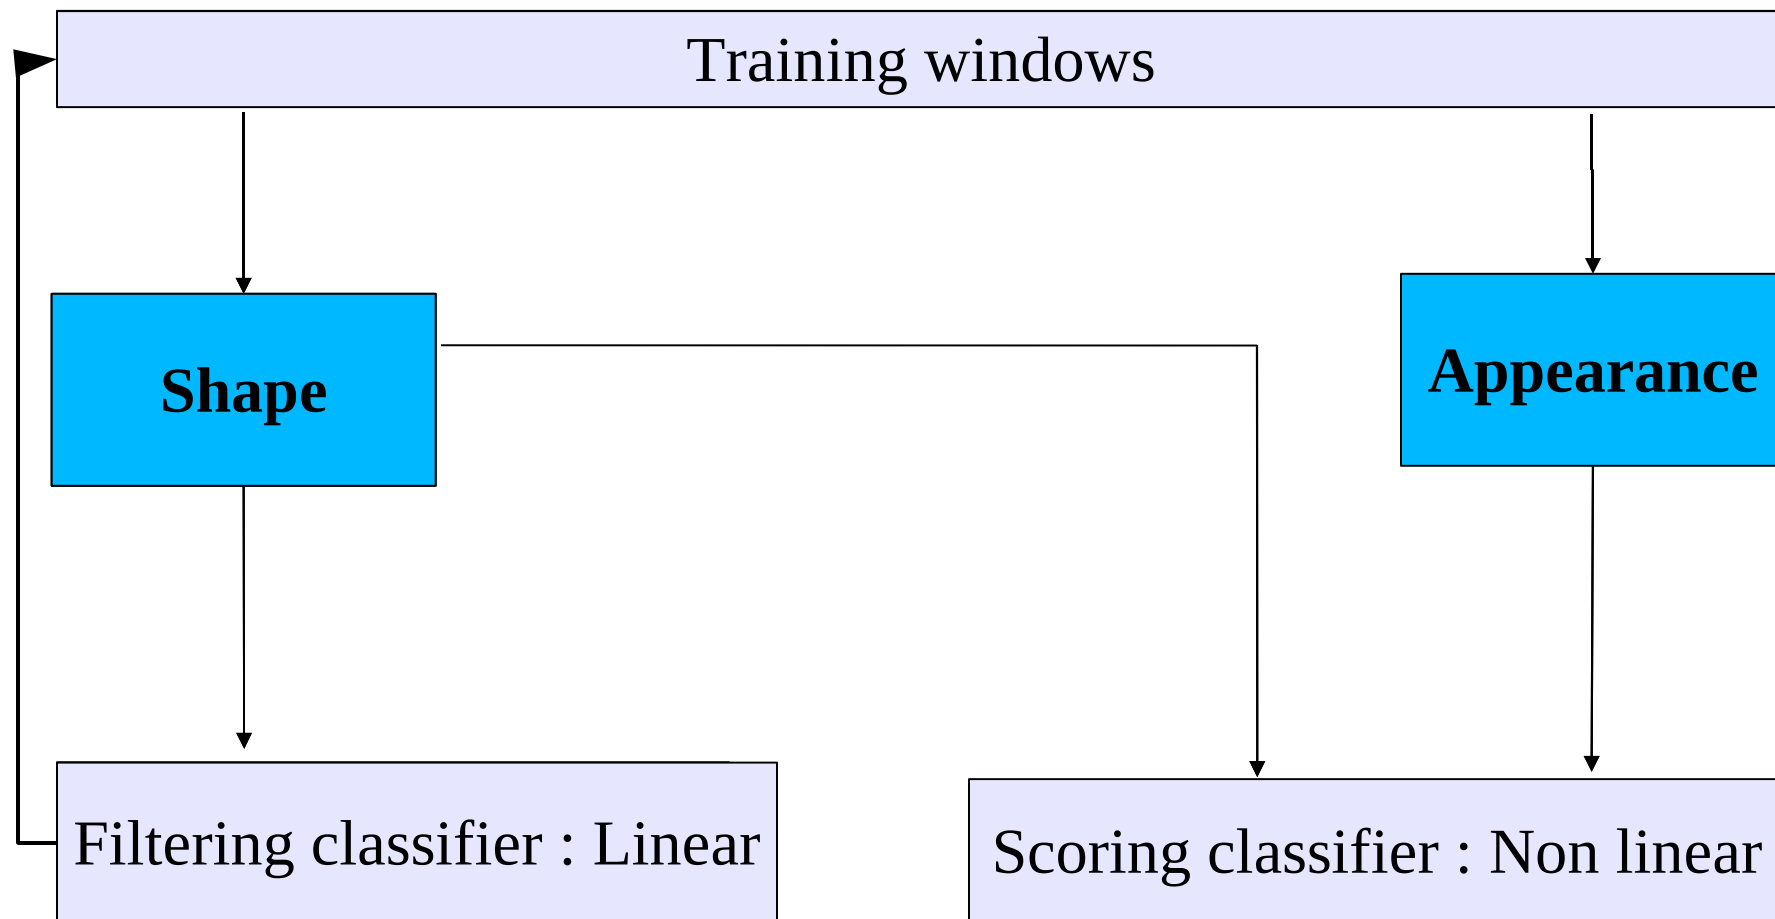 Training windows
Shape
Appearance
Filtering classifier : Linear
Scoring classifier : Non linear